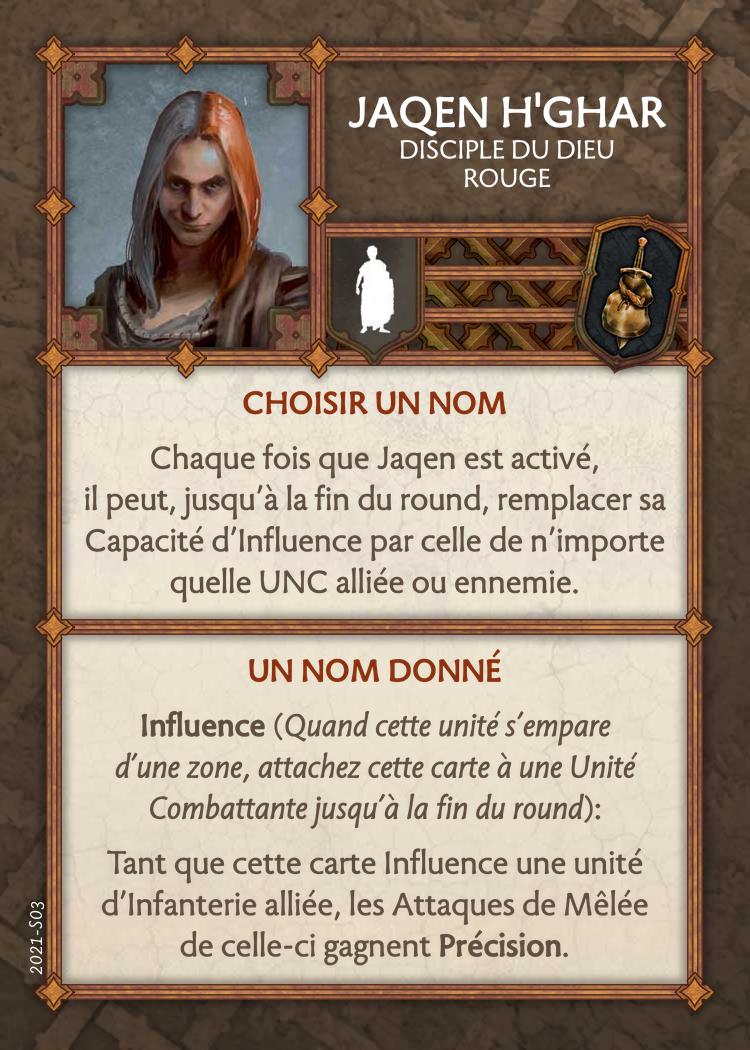 JAQEN H'GHAR
DISCIPLE DU DIEU
ROUGE
CHOISIR UN NOM
Chaque fois que Jaqen est activé,
il peut, jusqu'à la fin du round, remplacer sa
Capacité d'Influence par celle de n'importe
quelle UNC alliée ou ennemie.
UN NOM DONNÉ
Influence (Quand cette unité s'empare
d'une zone, attachez cette carte à une Unité
Combattante jusqu'à la fin du round):
Tant que cette carte Influence une unité
d'Infanterie alliée, les Attaques de Mêlée
de celle-ci gagnent Précision.
2021-S03